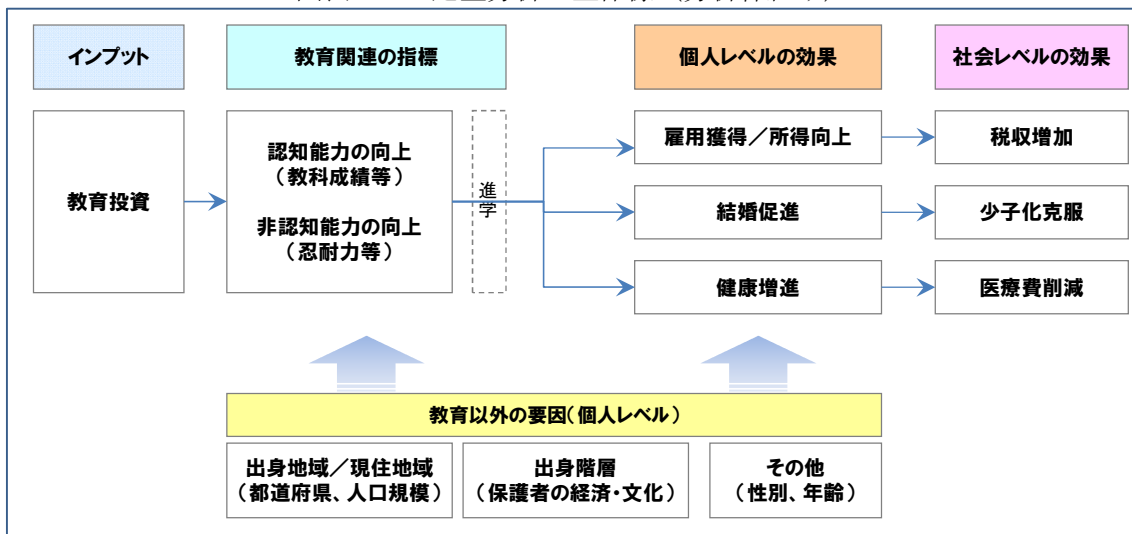 インプット
教育関連の指標
個人レベルの効果
社会レベルの効果
教育投資
認知能力の向上
(教科成績等)
非認知能力の向上
(忍耐力等)
進学
雇用獲得／所得向上
税収増加
結婚促進
少子化克服
健康増進
医療費削減
教育以外の要因(個人レベル)
出身地域／現住地域
(都道府県、人口規模)
出身階層
(保護者の経済・文化)
その他
(性別、年齢)